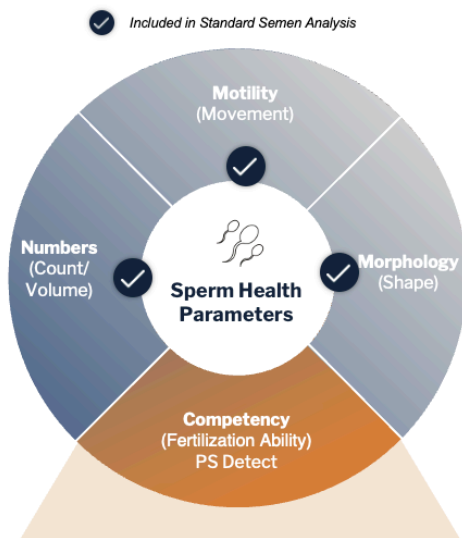 Included in Standard Semen Analysis
Motility
(Movement)
Numbers
(Count/
Volume)
Sperm Health
Parameters
Morphology
(Shape)
Competency
(Fertilization Ability)
PS Detect